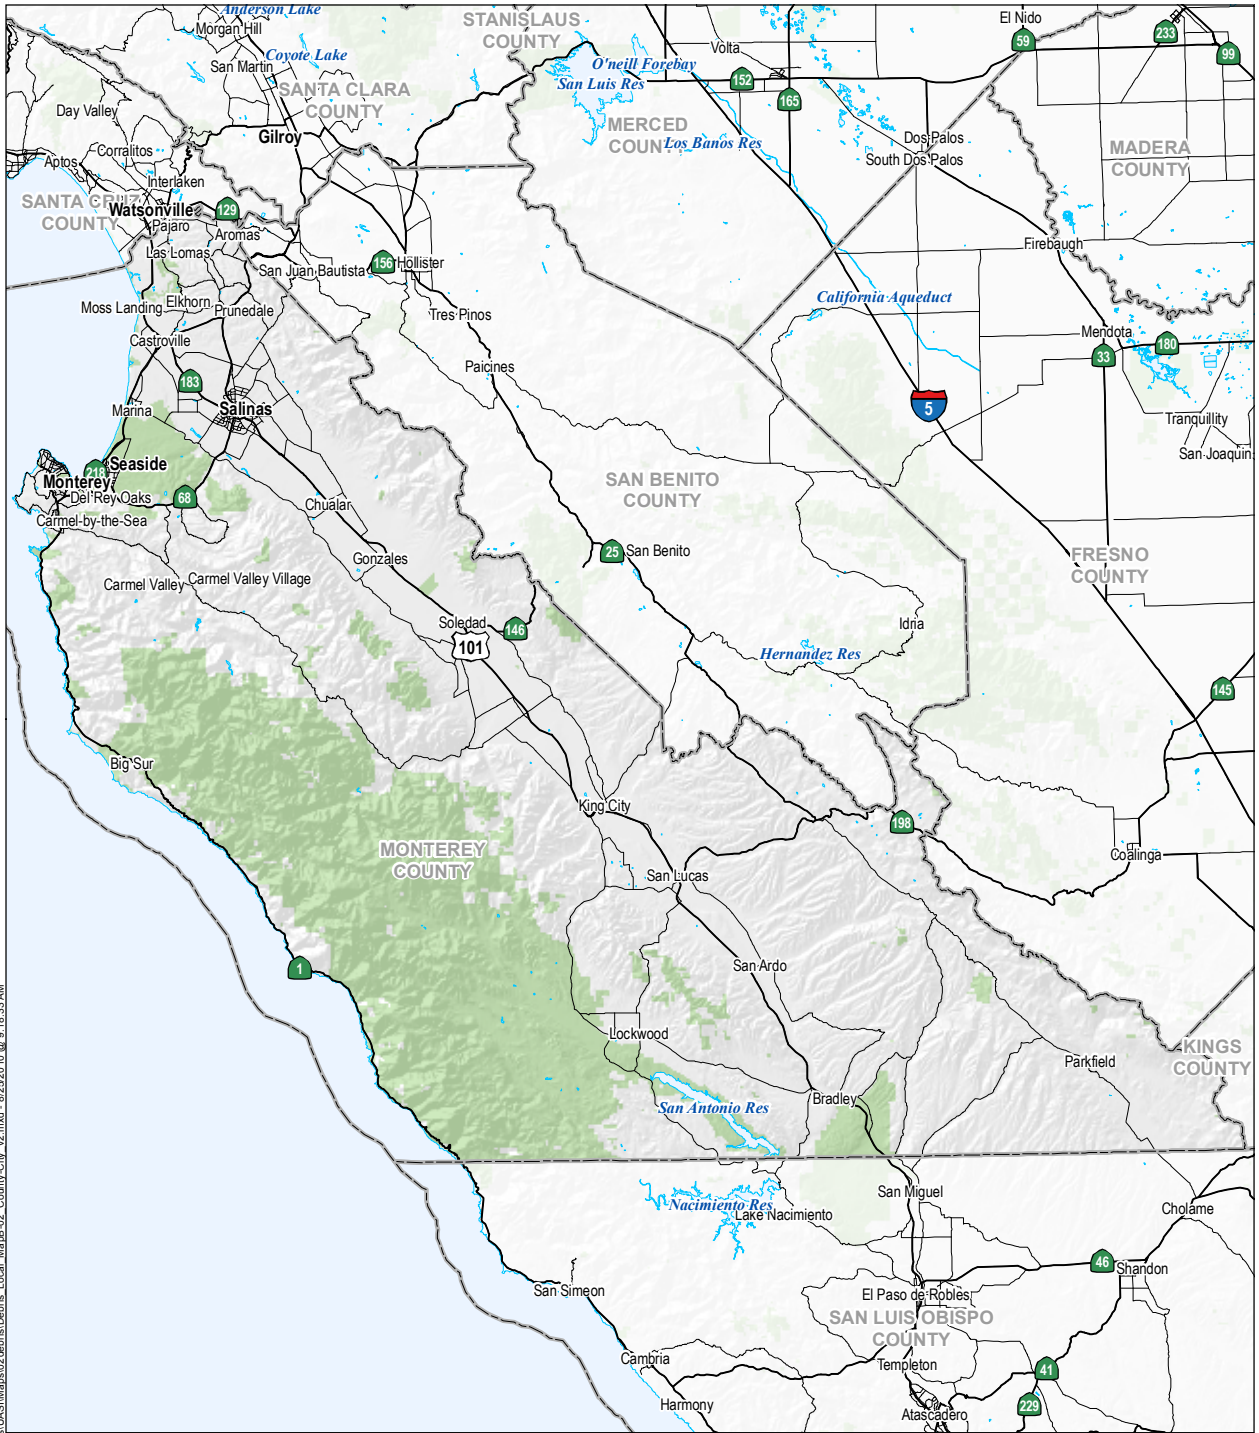 Anderson Lake
Morgan Hill
STANISLAUS
COUNTY
El Nido
59
233
99
Volta
San Martin
Coyote Lake
O'neill Forebay
152
San Luis Res
165
SANTA CLARA
COUNTY
Day Valley
MERCED
COUNTY
Los Banos Res
Gilroy
Dos Palos
South Dos Palos
MADERA
COUNTY
Corralitos
Aptos
Interlaken
SANTA CRUZ
COUNTY
Watsonville
129
Pajaro
Aromas
Las Lomas
San Juan Bautista
156
Hollister
Firebaugh
Moss Landing
Elkhorn
Prunedale
Tres Pinos
California Aqueduct
Castroville
Mendota
180
33
Paicines
183
Marina
Salinas
5
Tranquillity
San Joaquin
Seaside
218
Monterey
Del Rey Oaks
68
SAN BENITO
COUNTY
Chualar
Carmel-by-the-Sea
25
San Benito
Gonzales
FRESNO
COUNTY
Carmel Valley
Carmel Valley Village
Soledad
146
101
Idria
Hernandez Res
145
Big Sur
King City
198
MONTEREY
COUNTY
Coalinga
San Lucas
1
San Ardo
Lockwood
KINGS
COUNTY
Parkfield
San Antonio Res
Bradley
San Miguel
Nacimiento Res
Lake Nacimiento
Cholame
46
Shandon
San Simeon
El Paso de Robles
SAN LUIS OBISPO
COUNTY
Cambria
Templeton
41
Harmony
229
Atascadero